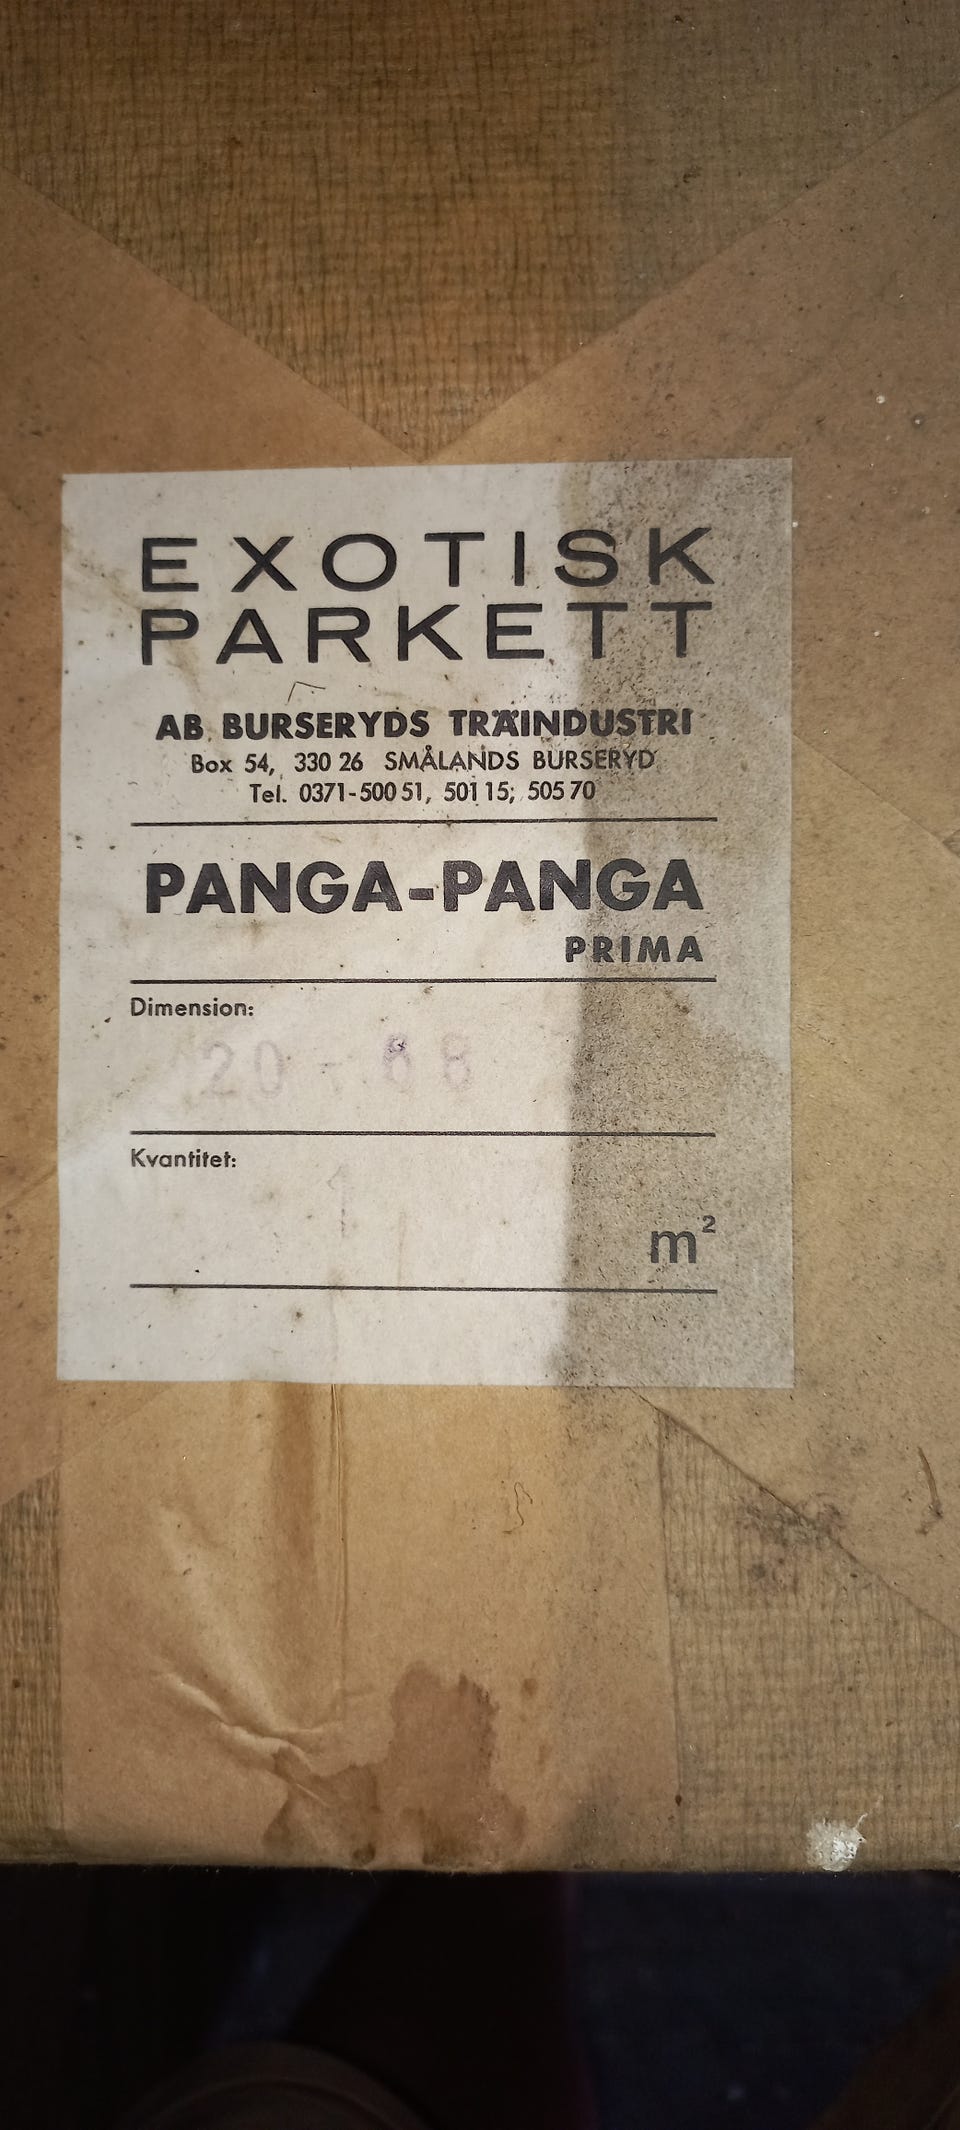 EXOTISK
PARKETT
AB BURSERYDS TRÄINDUSTRI
Box 54, 330 26 SMÅLANDS BURSERYD
Tel. 0371-500 51, 501 15, 505 70
PANGA-PANGA
PRIMA
Dimension:
20 - 68
Kvantitet:
1
m²